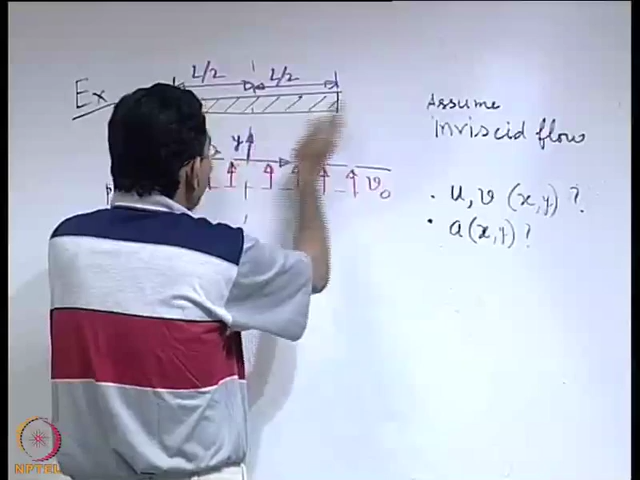 Ex
L/2 L/2
y
v₀
Assume
inviscid flow
• u, v (x,y) ?
• a(x,y) ?
NPTEL